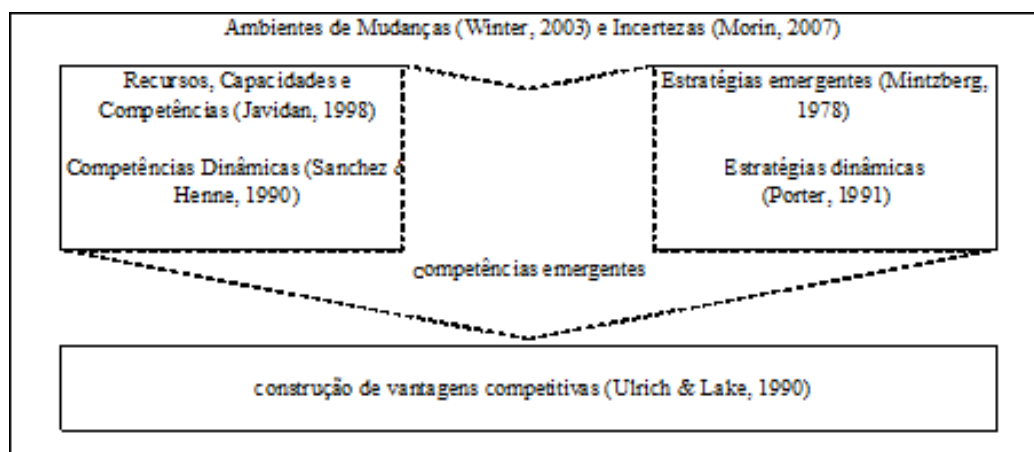 Ambientes de Mudanças (Winter, 2003) e Incertezas (Morin, 2007)
Recursos, Capacidades e
Competências (Javidan, 1998)
Competências Dinâmicas (Sanchez &
Henne, 1990)
Estratégias emergentes (Mintzberg,
1978)
Estratégias dinâmicas
(Porter, 1991)
competências emergentes
construção de vantagens competitivas (Ulrich & Lake, 1990)